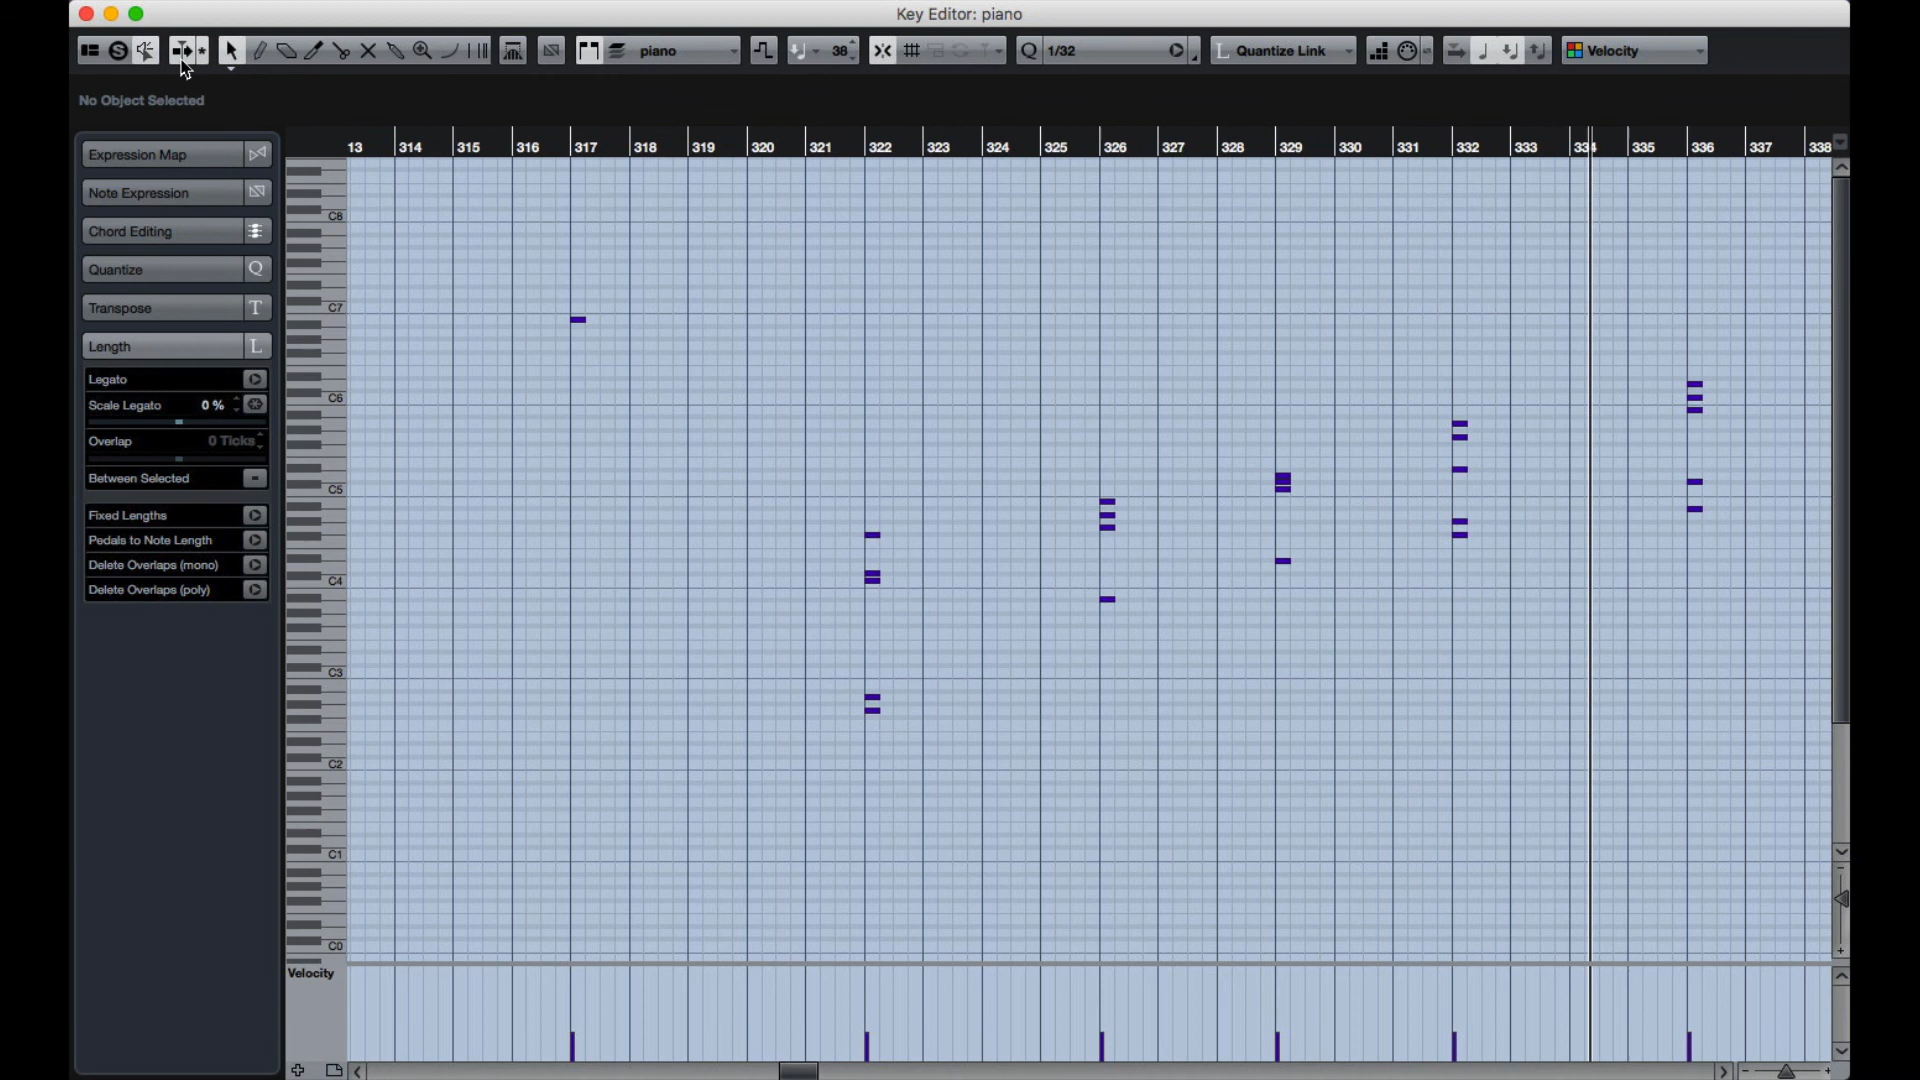 Key Editor: piano
piano
38
Q 1/32
L Quantize Link
Velocity
No Object Selected
13 314 315 316 317 318 319 320 321 322 323 324 325 326 327 328 329 330 331 332 333 334 335 336 337 338
Expression Map
Note Expression
Chord Editing
Quantize Q
Transpose T
Length L
Legato
Scale Legato 0 %
Overlap 0 Ticks
Between Selected
Fixed Lengths
Pedals to Note Length
Delete Overlaps (mono)
Delete Overlaps (poly)
C8
C7
C6
C5
C4
C3
C2
C1
C0
Velocity